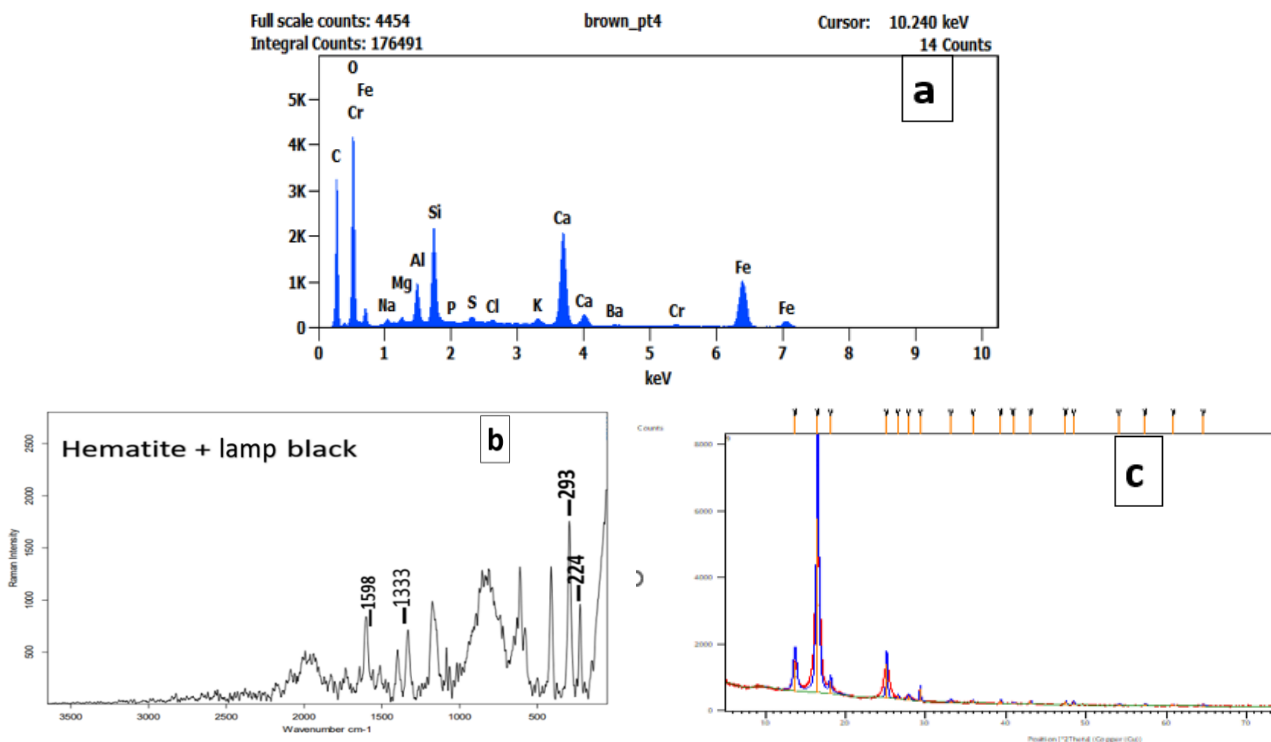 Full scale counts: 4454 brown_pt4 Cursor: 10.240 keV
Integral Counts: 176491 14 Counts
O
Fe
Cr
C
Si
Al
Mg
Na
P
S
Cl
K
Ca
Ca
Ba
Cr
Fe
Fe
a
5K
4K
3K
2K
1K
0
0 1 2 3 4 5 6 7 8 9 10
keV
Hematite + lamp black
b
2500
2000
1500
1000
500
Raman Intensity
1598
1333
293
224
3500 3000 2500 2000 1500 1000 500
Wavenumber cm-1
Counts
c
8000
6000
4000
2000
0
10 20 30 40 50 60 70
Position [°2Theta] (Copper (Cu))